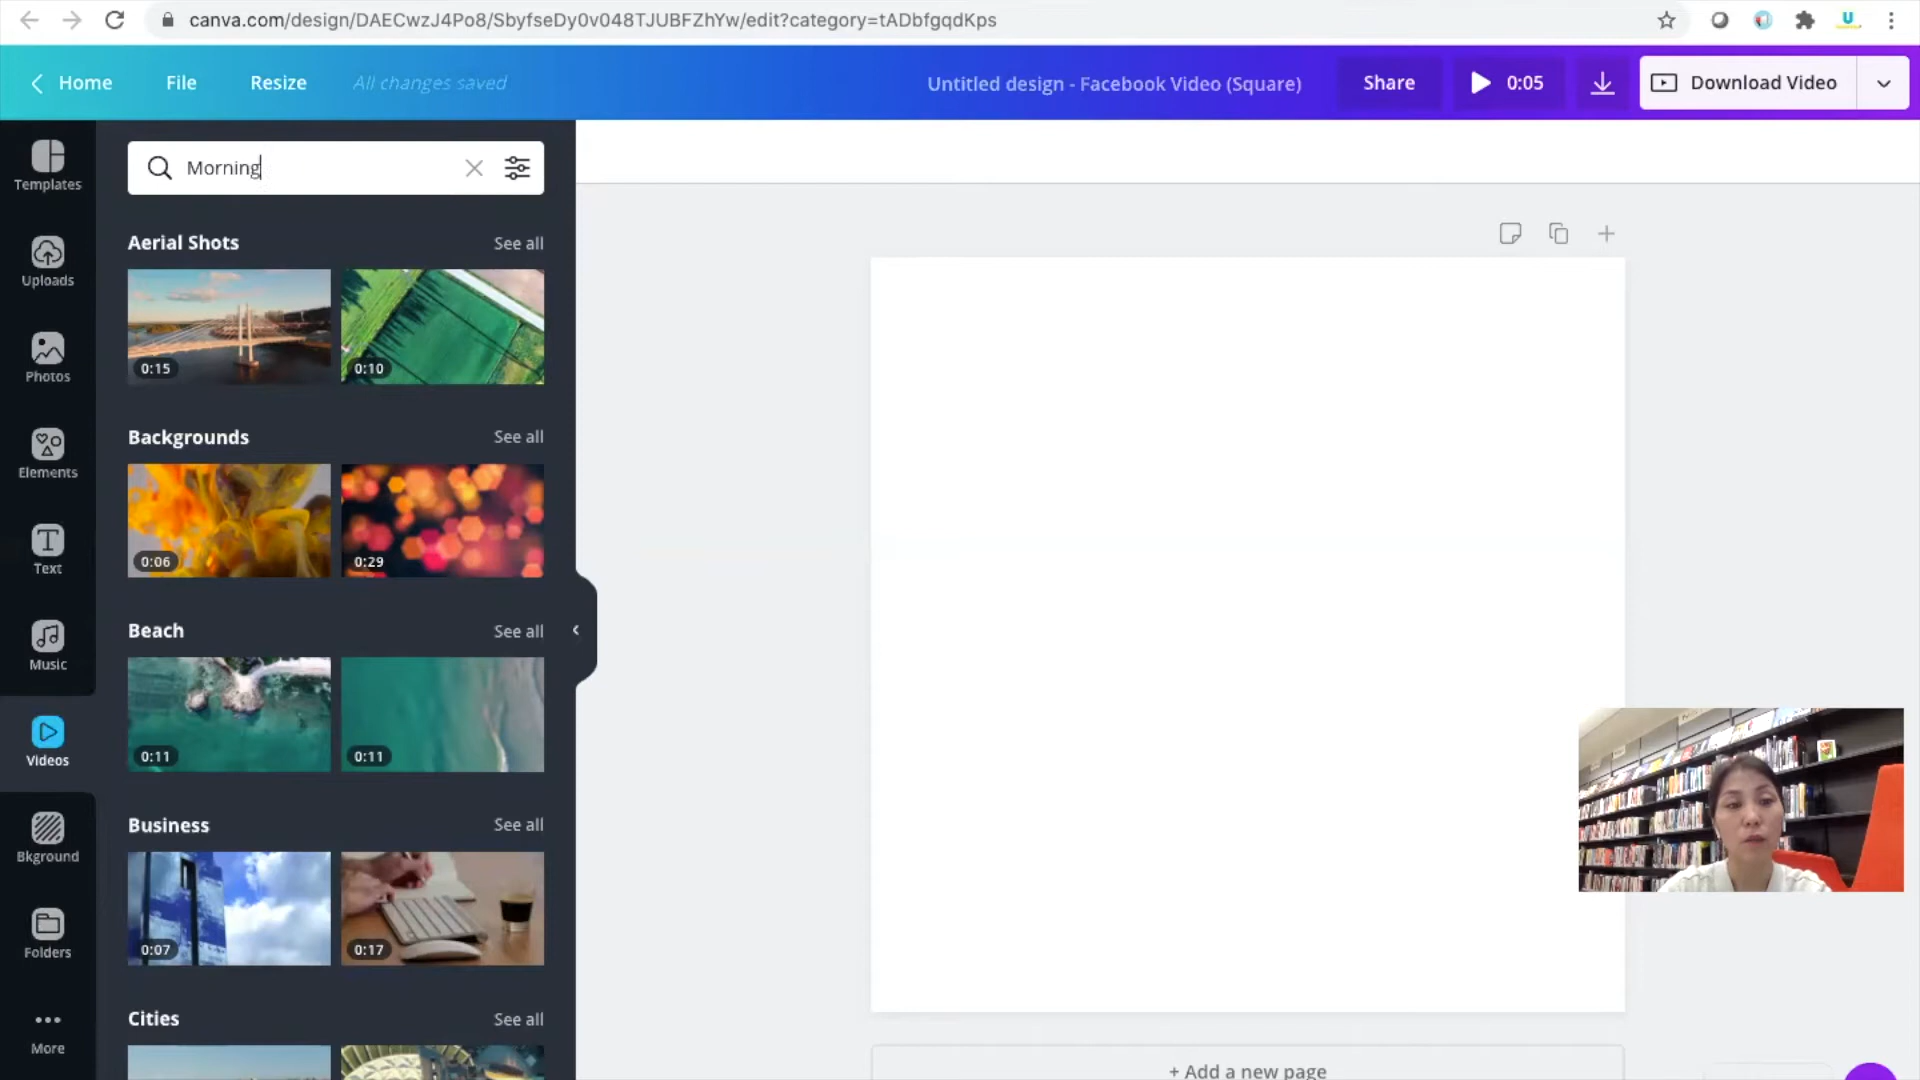 canva.com/design/DAECwzJ4Po8/SbyfseDy0v048TJUBFZhYw/edit?category=tADbfgqdKps
Home File Resize All changes saved Untitled design - Facebook Video (Square) Share 0:05 Download Video
Templates
Uploads
Photos
Elements
Text
Music
Videos
Bkground
Folders
More
Morning
Aerial Shots See all
0:15 0:10
Backgrounds See all
0:06 0:29
Beach See all
0:11 0:11
Business See all
0:07 0:17
Cities See all
+ Add a new page